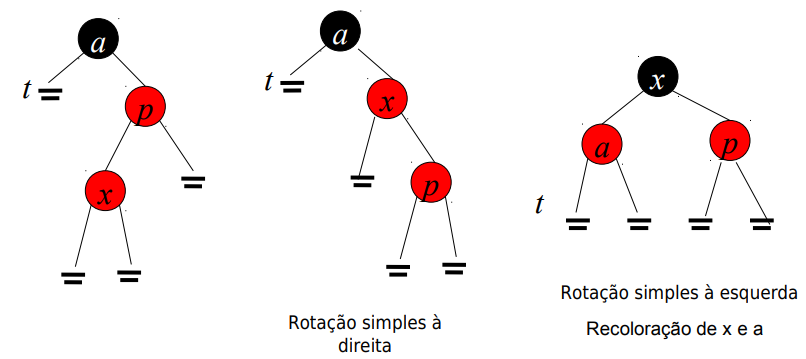 a
t
p
x
a
t
x
p
Rotação simples à
direita
x
a
p
t
Rotação simples à esquerda
Recoloração de x e a